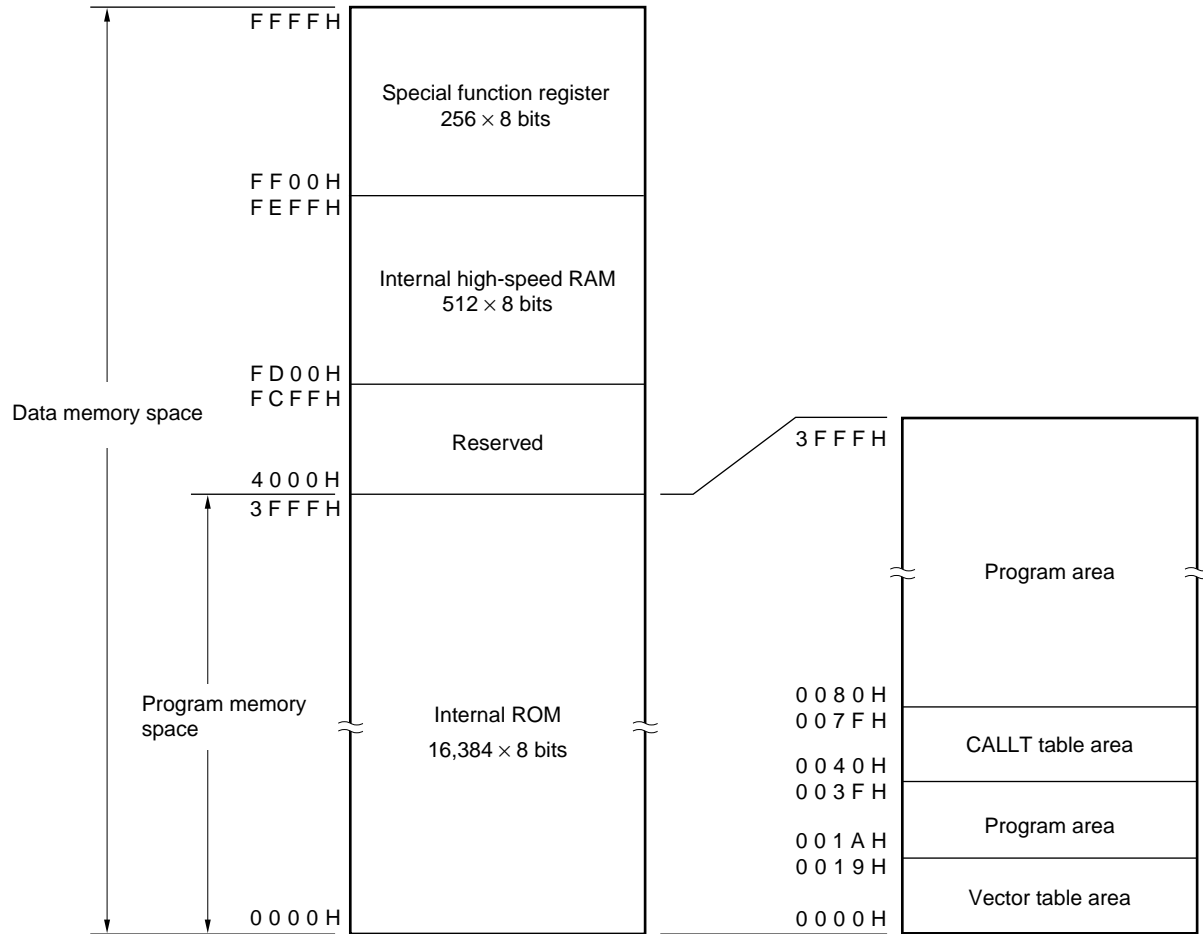 FFFFH
Special function register
256 × 8 bits
FF00H
FEFFH
Internal high-speed RAM
512 × 8 bits
FD00H
FCFFH
Data memory space
Reserved
4000H
3FFFH
Program memory
space
Internal ROM
16,384 × 8 bits
0000H
3FFFH
Program area
0080H
007FH
CALLT table area
0040H
003FH
Program area
001AH
0019H
Vector table area
0000H